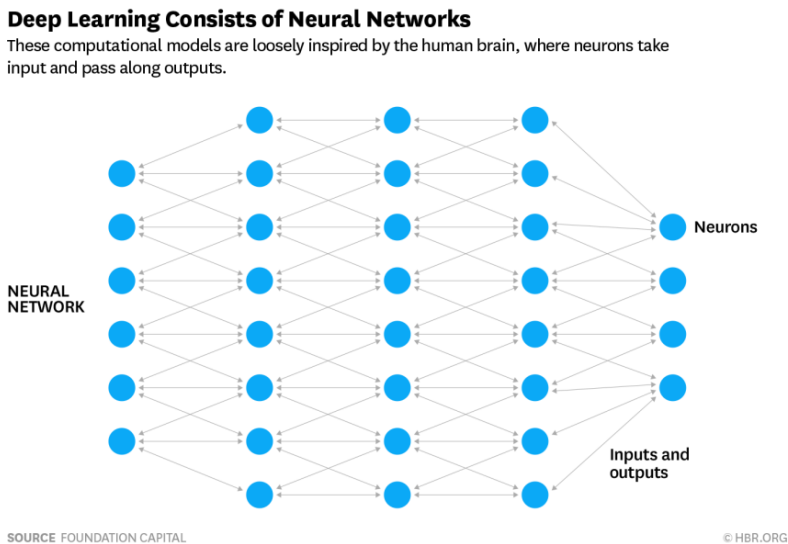 Deep Learning Consists of Neural Networks
These computational models are loosely inspired by the human brain, where neurons take
input and pass along outputs.
Neurons
NEURAL
NETWORK
Inputs and
outputs
SOURCE FOUNDATION CAPITAL
© HBR.ORG